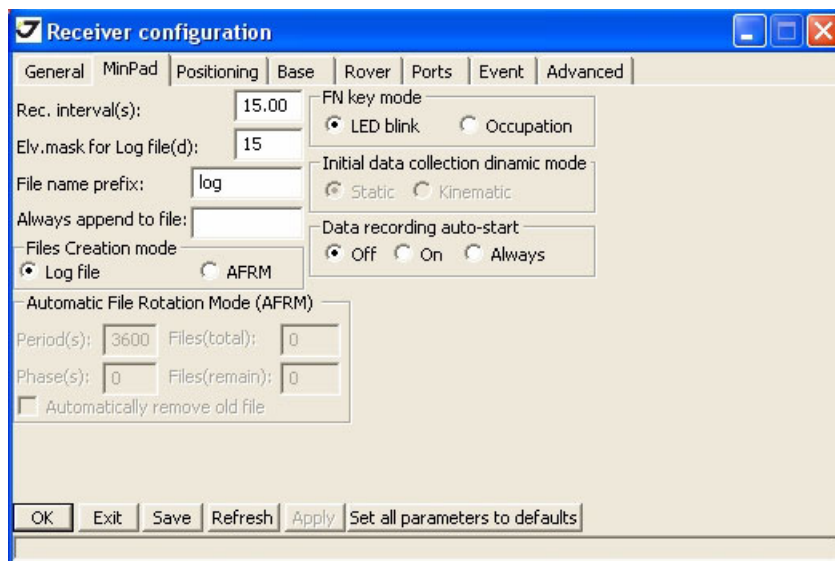 Receiver configuration
General MinPad Positioning Base Rover Ports Event Advanced
Rec. interval(s): 15.00
Elv.mask for Log file(d): 15
File name prefix: log
Always append to file:
Files Creation mode
Log file AFRM
FN key mode
LED blink Occupation
Initial data collection dinamic mode
Static Kinematic
Data recording auto-start
Off On Always
Automatic File Rotation Mode (AFRM)
Period(s): 3600 Files(total): 0
Phase(s): 0 Files(remain): 0
Automatically remove old file
OK Exit Save Refresh Apply Set all parameters to defaults